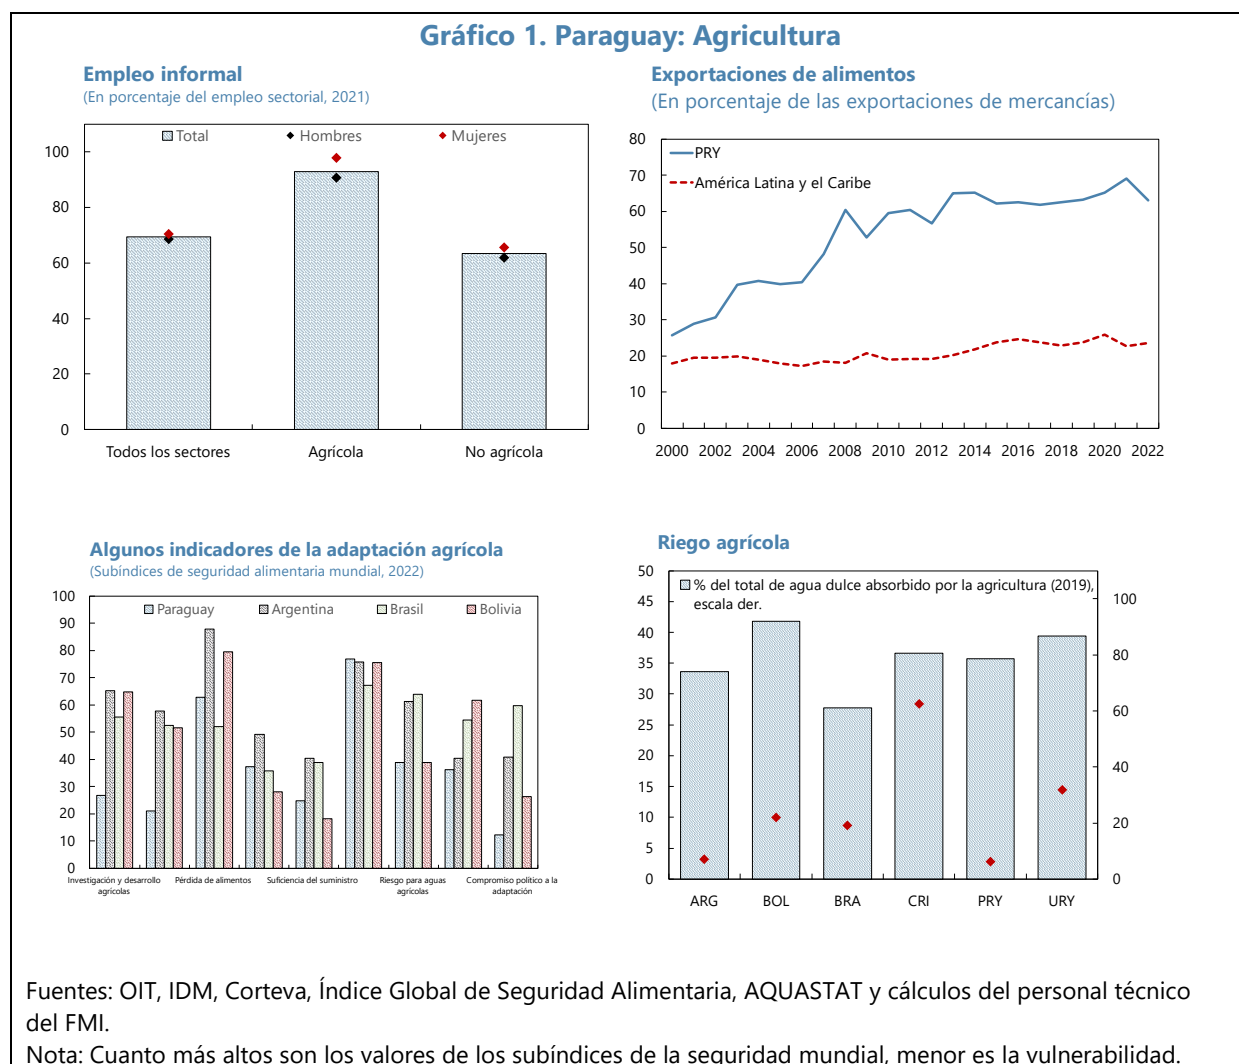 Gráfico 1. Paraguay: Agricultura
Empleo informal
(En porcentaje del empleo sectorial, 2021)
Total
Hombres
Mujeres
100
80
60
40
20
0
Todos los sectores
Agrícola
No agrícola
Exportaciones de alimentos
(En porcentaje de las exportaciones de mercancías)
80
70
60
50
40
30
20
10
0
PRY
América Latina y el Caribe
2000 2002 2004 2006 2008 2010 2012 2014 2016 2018 2020 2022
Algunos indicadores de la adaptación agrícola
(Subíndices de seguridad alimentaria mundial, 2022)
100
90
80
70
60
50
40
30
20
10
0
Paraguay
Argentina
Brasil
Bolivia
Investigación y desarrollo
agrícolas
Pérdida de alimentos
Suficiencia del suministro
Riesgo para aguas
agrícolas
Compromiso político a la
adaptación
Riego agrícola
50
45
40
35
30
25
20
15
10
5
0
% del total de agua dulce absorbido por la agricultura (2019),
escala der.
100
80
60
40
20
0
ARG
BOL
BRA
CRI
PRY
URY
Fuentes: OIT, IDM, Corteva, Índice Global de Seguridad Alimentaria, AQUASTAT y cálculos del personal técnico
del FMI.
Nota: Cuanto más altos son los valores de los subíndices de la seguridad mundial, menor es la vulnerabilidad.